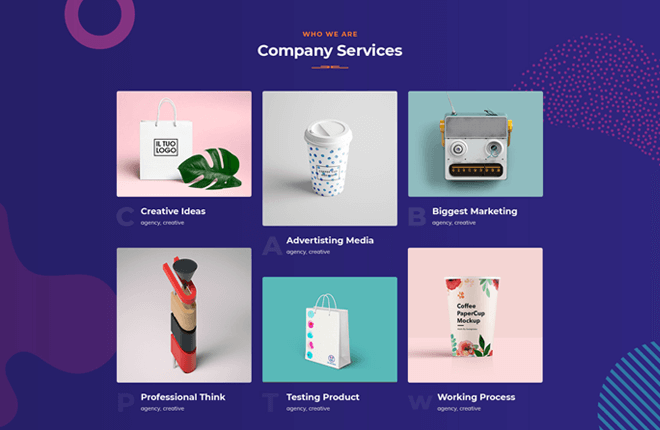 WHO WE ARE
Company Services
IL TUO
LOGO
C
Creative Ideas
agency, creative
A
Advertisting Media
agency, creative
B
Biggest Marketing
agency, creative
P
Professional Think
agency, creative
T
Testing Product
agency, creative
Coffee
PaperCup
Mockup
W
Working Process
agency, creative